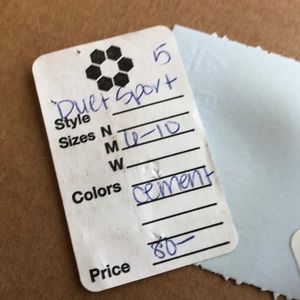 5
Duet Sport
Style
Sizes N
M 6-10
W
Colors cement
Price 80-